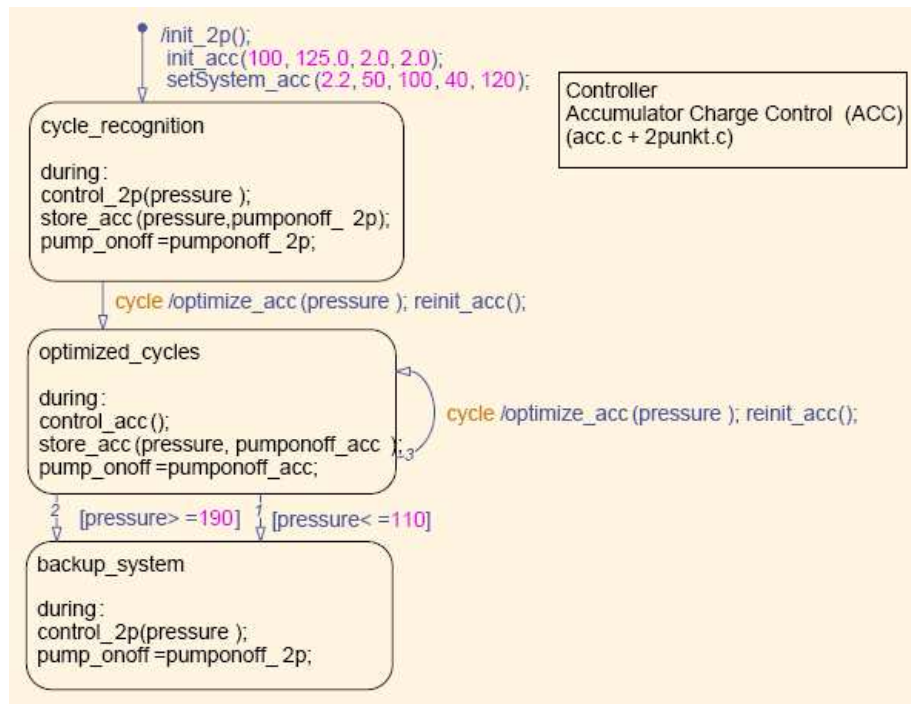 /init_2p();
init_acc(100, 125.0, 2.0, 2.0);
setSystem_acc(2.2, 50, 100, 40, 120);
Controller
Accumulator Charge Control (ACC)
(acc.c + 2punkt.c)
cycle_recognition
during:
control_2p(pressure );
store_acc(pressure,pumponoff_ 2p);
pump_onoff=pumponoff_ 2p;
cycle /optimize_acc(pressure ); reinit_acc();
optimized_cycles
during:
control_acc();
store_acc(pressure, pumponoff_acc );
pump_onoff=pumponoff_acc;
3
cycle /optimize_acc(pressure ); reinit_acc();
2 [pressure> =190] 1 [pressure< =110]
backup_system
during:
control_2p(pressure );
pump_onoff=pumponoff_ 2p;